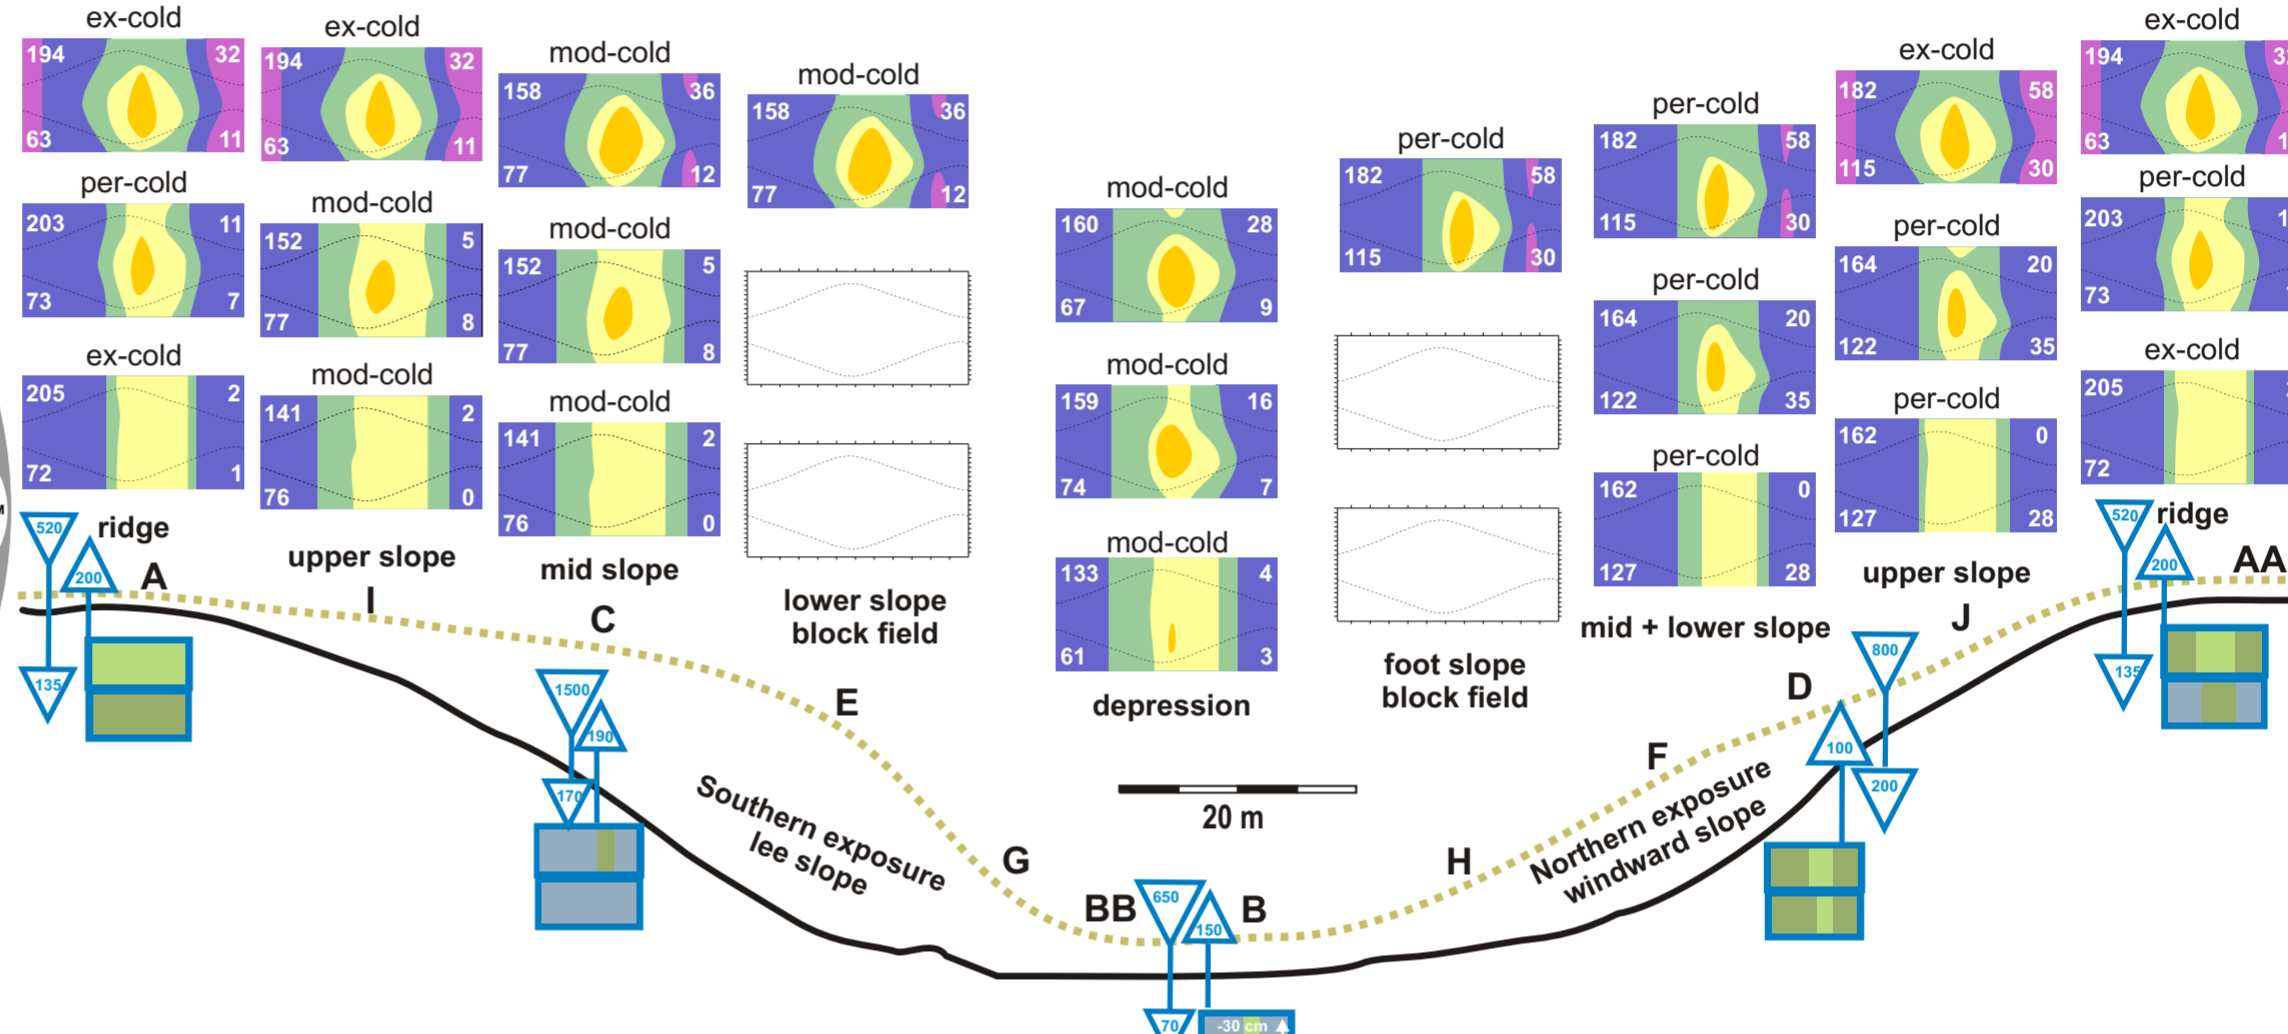 ex-cold
194 32
63 11
per-cold
203 11
73 7
ex-cold
205 2
72 1
ridge
A
520
200
135
ex-cold
194 32
63 11
mod-cold
152 5
77 8
mod-cold
141 2
76 0
upper slope
I
mod-cold
158 36
77 12
mod-cold
152 5
77 8
mod-cold
141 2
76 0
mid slope
C
1500
190
170
mod-cold
158 36
77 12
lower slope
block field
E
Southern exposure
lee slope
G
mod-cold
160 28
67 9
mod-cold
159 16
74 7
mod-cold
133 4
61 3
depression
20 m
BB
650
150
B
70
-30 cm
per-cold
182 58
115 30
foot slope
block field
H
per-cold
182 58
115 30
per-cold
164 20
122 35
per-cold
162 0
127 28
mid + lower slope
F
D
Northern exposure
windward slope
ex-cold
182 58
115 30
per-cold
164 20
122 35
per-cold
162 0
127 28
upper slope
J
800
100
200
ex-cold
194
63
per-cold
203
73
ex-cold
205
72
520
ridge
200
135
AA